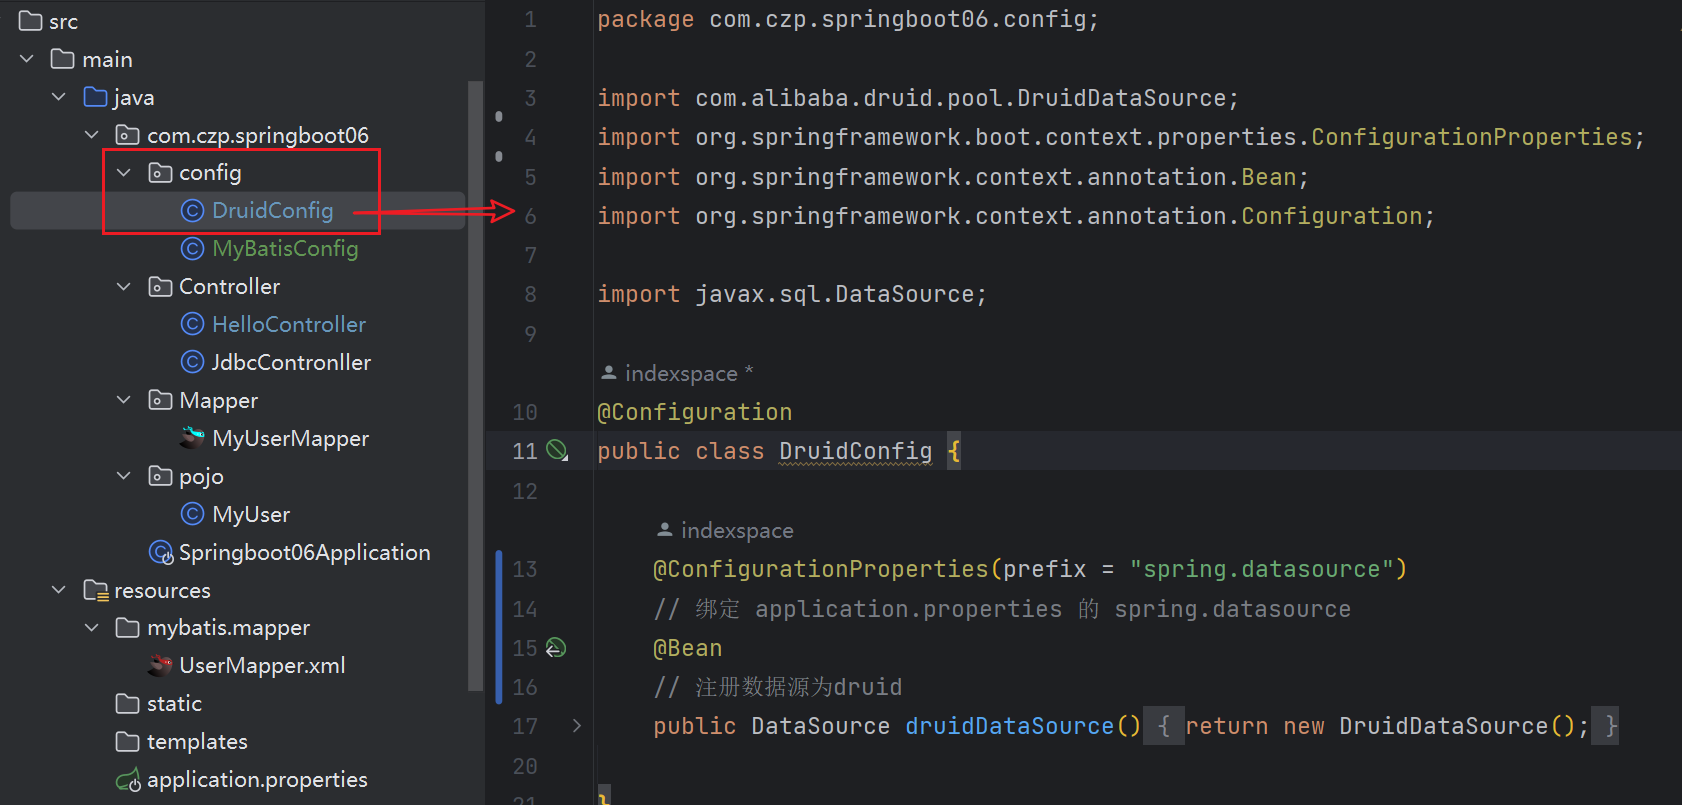 src
main
java
com.czp.springboot06
config
DruidConfig
MyBatisConfig
Controller
HelloController
JdbcContronller
Mapper
MyUserMapper
pojo
MyUser
Springboot06Application
resources
mybatis.mapper
UserMapper.xml
static
templates
application.properties
1 package com.czp.springboot06.config;
2
3 import com.alibaba.druid.pool.DruidDataSource;
4 import org.springframework.boot.context.properties.ConfigurationProperties;
5 import org.springframework.context.annotation.Bean;
6 import org.springframework.context.annotation.Configuration;
7
8 import javax.sql.DataSource;
9
indexspace *
10 @Configuration
11 public class DruidConfig {
12
indexspace
13 @ConfigurationProperties(prefix = "spring.datasource")
14 // 绑定 application.properties 的 spring.datasource
15 @Bean
16 // 注册数据源为druid
17 public DataSource druidDataSource() { return new DruidDataSource(); }
20
21 }